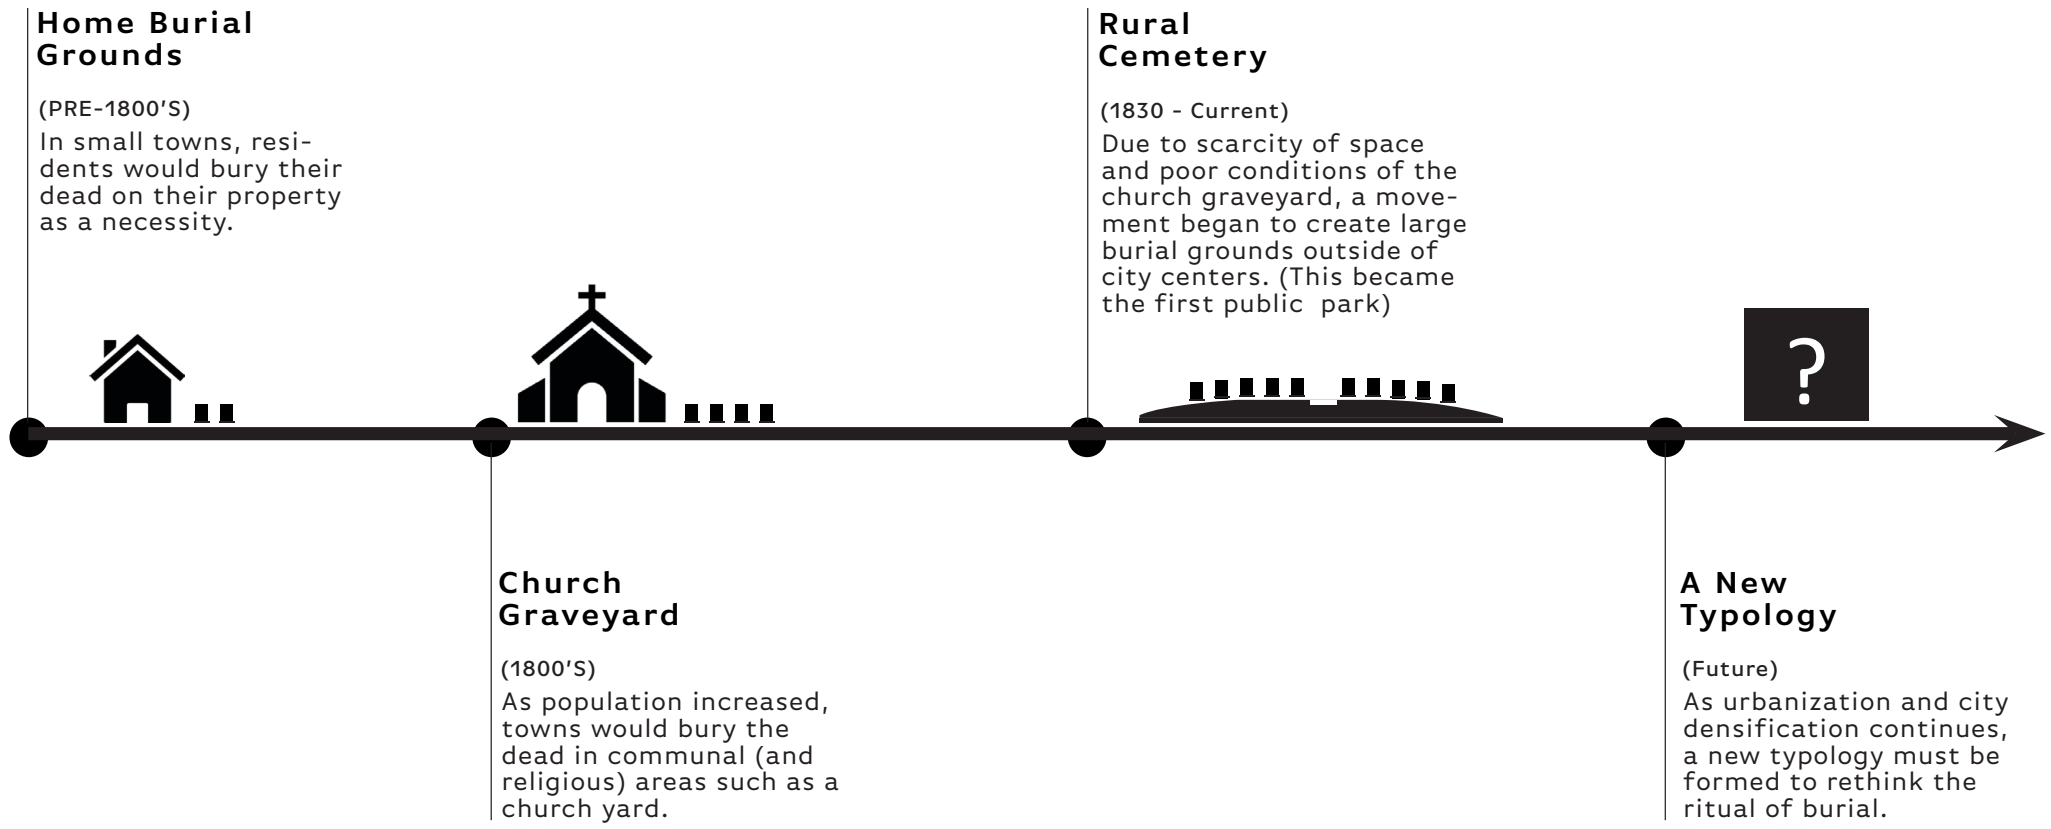 Home Burial
Grounds
(PRE-1800'S)
In small towns, resi-
dents would bury their
dead on their property
as a necessity.
Church
Graveyard
(1800'S)
As population increased,
towns would bury the
dead in communal (and
religious) areas such as a
church yard.
Rural
Cemetery
(1830 - Current)
Due to scarcity of space
and poor conditions of the
church graveyard, a move-
ment began to create large
burial grounds outside of
city centers. (This became
the first public  park)
?
A New
Typology
(Future)
As urbanization and city
densification continues,
a new typology must be
formed to rethink the
ritual of burial.